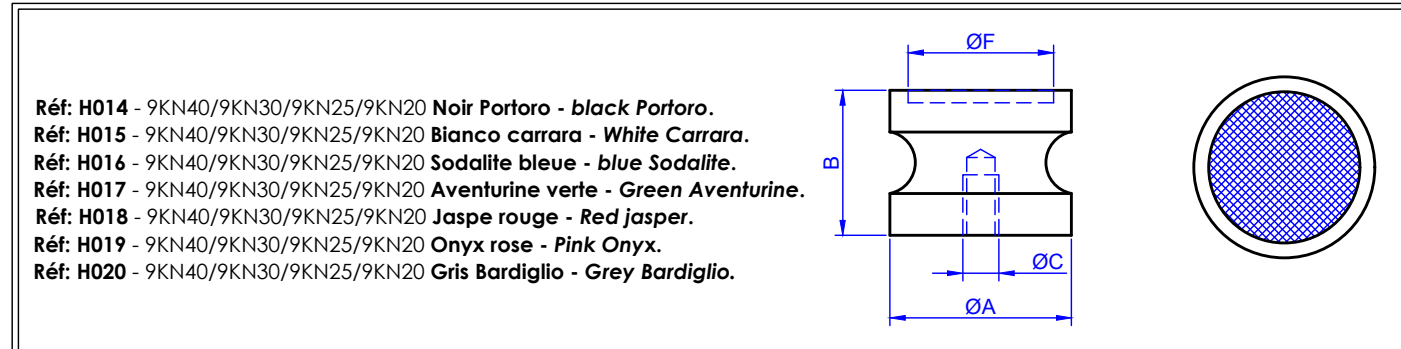 Réf: H014 - 9KN40/9KN30/9KN25/9KN20 Noir Portoro - black Portoro.
Réf: H015 - 9KN40/9KN30/9KN25/9KN20 Bianco carrara - White Carrara.
Réf: H016 - 9KN40/9KN30/9KN25/9KN20 Sodalite bleue - blue Sodalite.
Réf: H017 - 9KN40/9KN30/9KN25/9KN20 Aventurine verte - Green Aventurine.
Réf: H018 - 9KN40/9KN30/9KN25/9KN20 Jaspe rouge - Red jasper.
Réf: H019 - 9KN40/9KN30/9KN25/9KN20 Onyx rose - Pink Onyx.
Réf: H020 - 9KN40/9KN30/9KN25/9KN20 Gris Bardiglio - Grey Bardiglio.
ØF
B
ØC
ØA